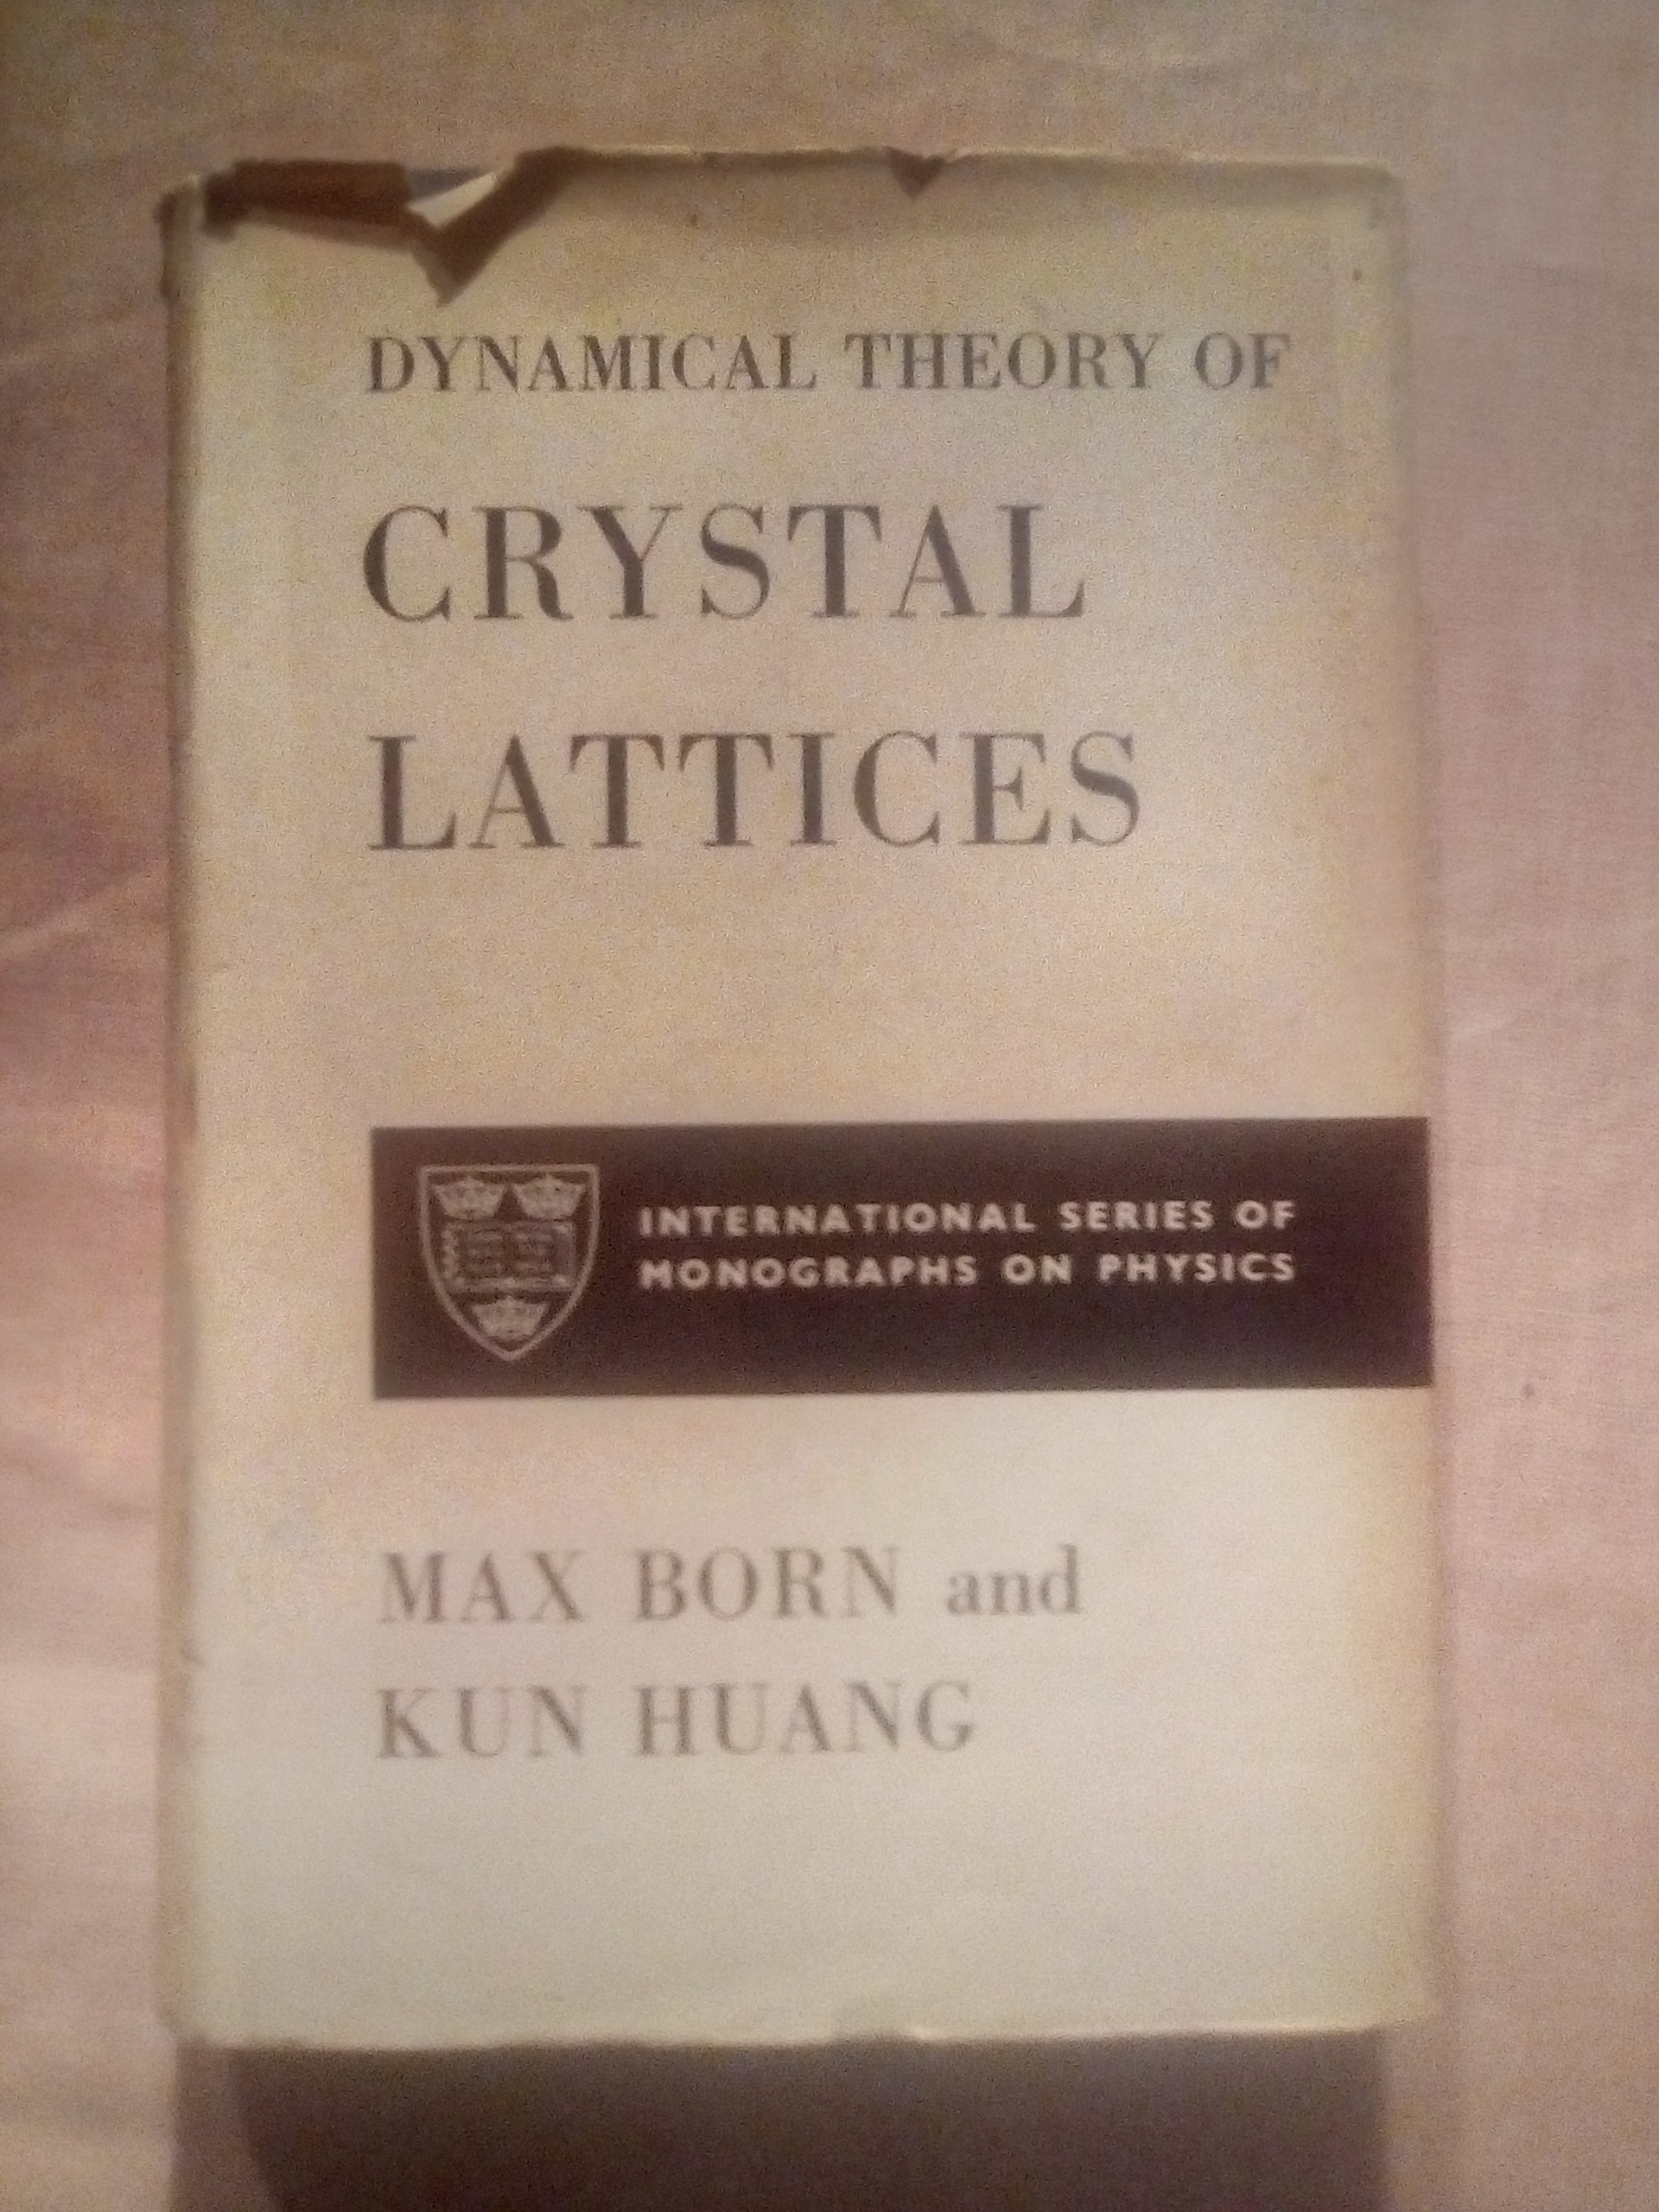 DYNAMICAL THEORY OF
CRYSTAL
LATTICES
INTERNATIONAL SERIES OF
MONOGRAPHS ON PHYSICS
MAX BORN and
KUN HUANG